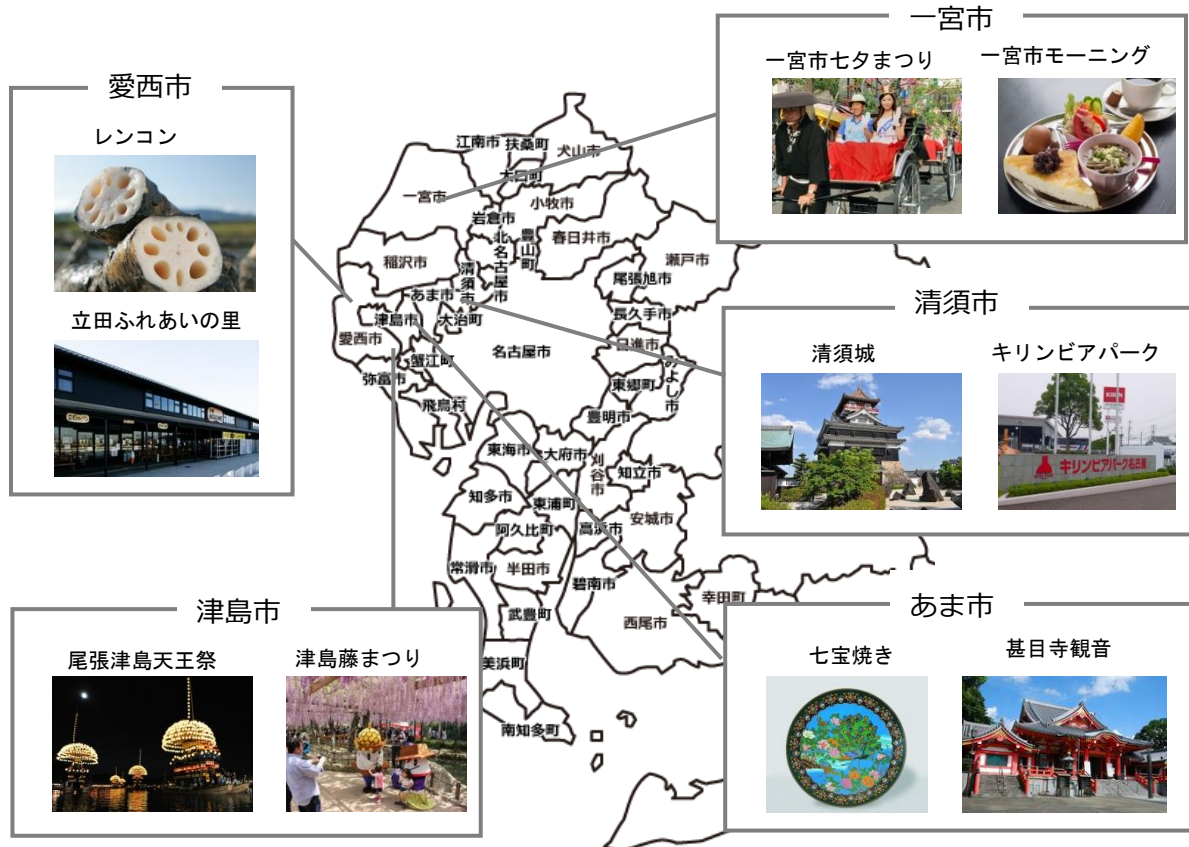 一宮市
一宮市七夕まつり
一宮市モーニング
愛西市
レンコン
立田ふれあいの里
清須市
清須城
キリンビアパーク
KIRIN
キリンビアパーク名古屋
津島市
尾張津島天王祭
津島藤まつり
あま市
七宝焼き
甚目寺観音
江南市
扶桑町
犬山市
大口町
一宮市
小牧市
岩倉市
北名古屋市
豊山町
春日井市
瀬戸市
稲沢市
清須市
尾張旭市
あま市
津島市
大治町
長久手市
愛西市
名古屋市
日進市
みよし市
蟹江町
弥富市
東郷町
飛島村
豊明市
東海市
大府市
刈谷市
知立市
知多市
東浦町
安城市
阿久比町
高浜市
常滑市
半田市
碧南市
幸田町
武豊町
西尾市
美浜町
南知多町